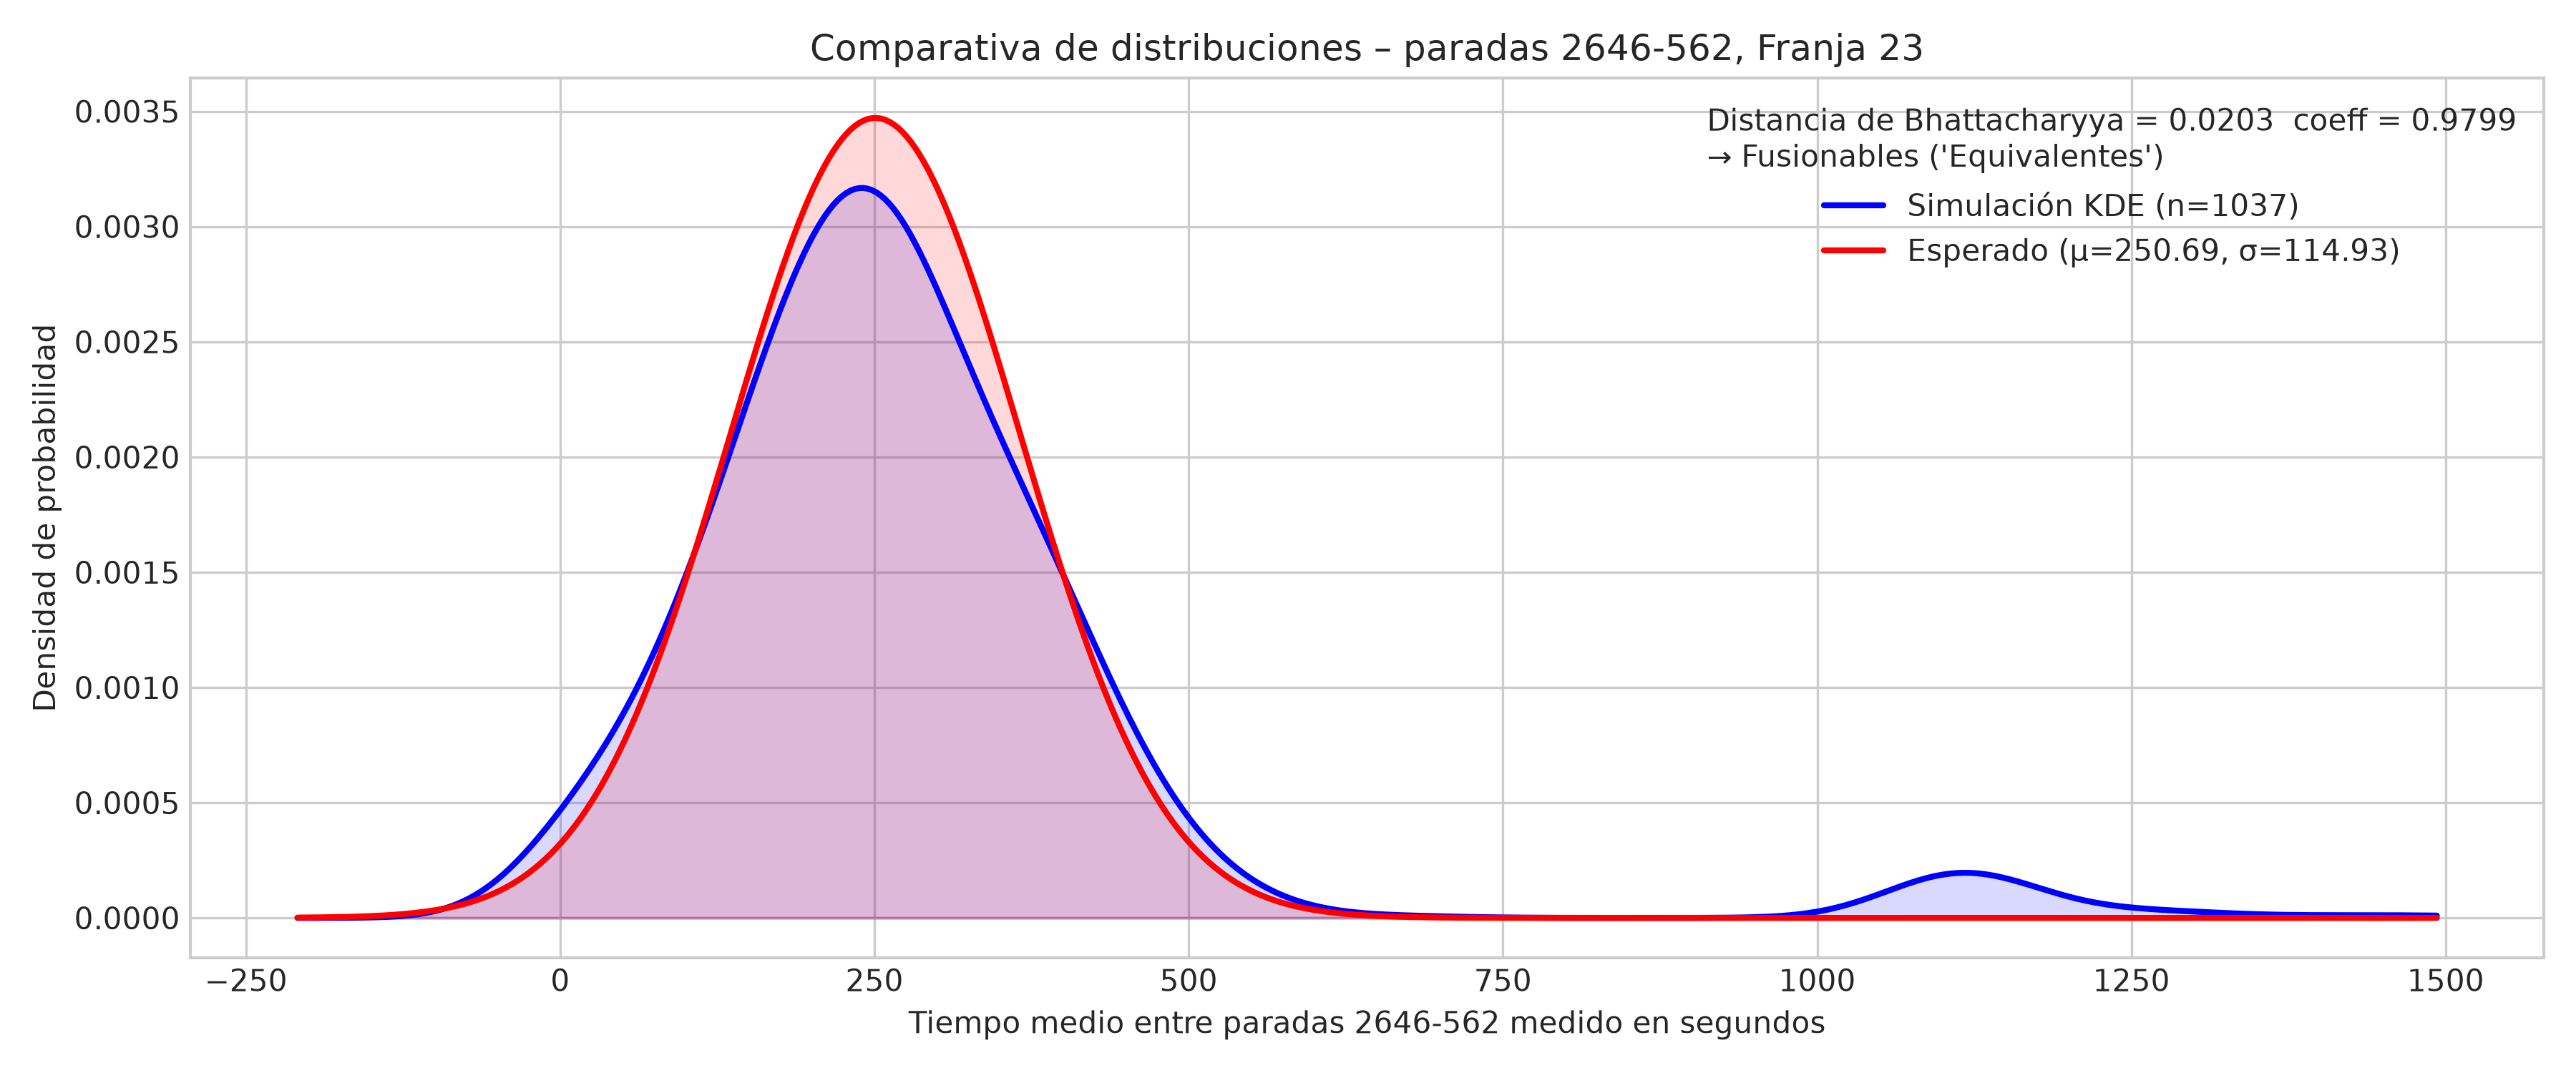 Comparativa de distribuciones – paradas 2646-562, Franja 23
Distancia de Bhattacharyya = 0.0203  coeff = 0.9799
→ Fusionables ('Equivalentes')
Simulación KDE (n=1037)
Esperado (μ=250.69, σ=114.93)
Densidad de probabilidad
0.0035
0.0030
0.0025
0.0020
0.0015
0.0010
0.0005
0.0000
−250 0 250 500 750 1000 1250 1500
Tiempo medio entre paradas 2646-562 medido en segundos